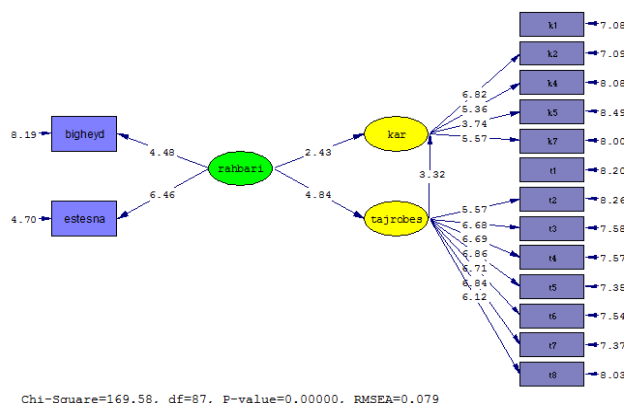 k1
7.08
k2
7.09
6.82
k4
8.08
5.36
8.19
bigheyd
kar
3.74
k5
8.49
4.48
2.43
5.57
k7
8.00
rahbari
3.32
t1
8.20
6.46
4.84
5.57
t2
8.26
4.70
estesna
tajrobes
6.68
t3
7.58
6.69
t4
7.57
6.86
t5
7.35
6.71
t6
7.54
6.84
t7
7.37
6.12
t8
8.03
Chi-Square=169.58, df=87, P-value=0.00000, RMSEA=0.079